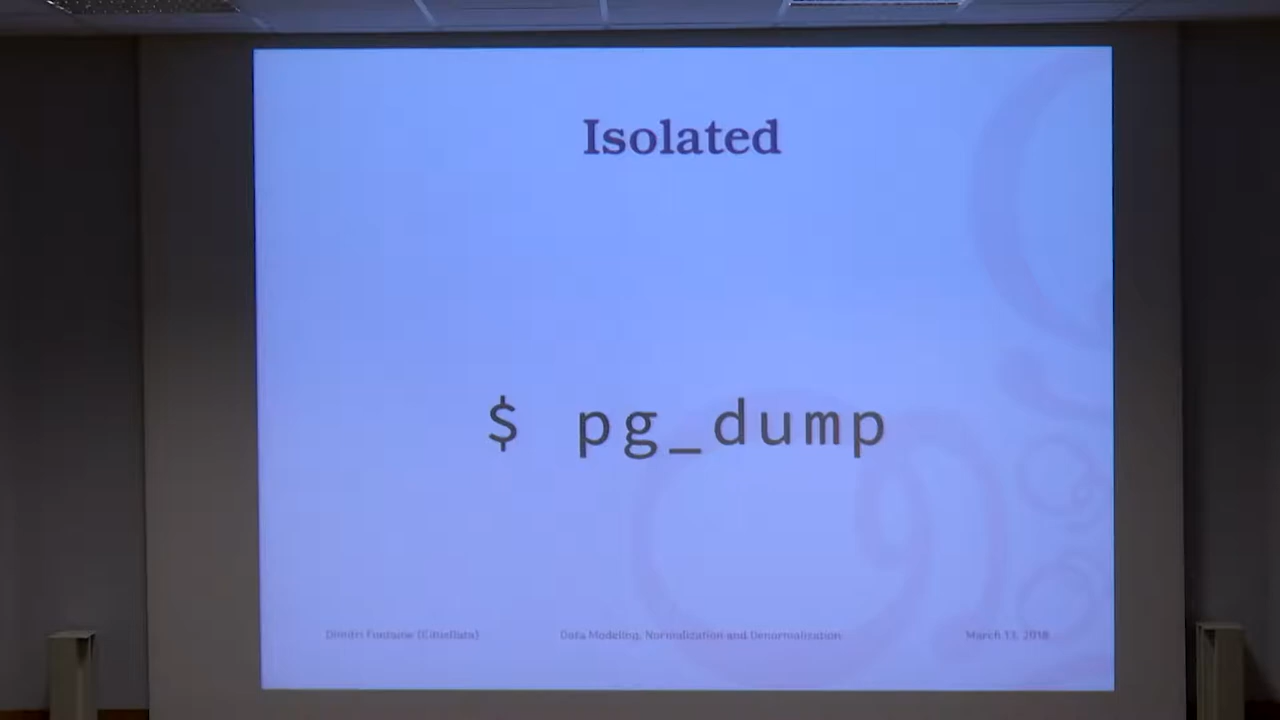 Isolated
$ pg_dump
Dimitri Fontaine (CitusData)
Data Modeling, Normalization and Denormalization
March 13, 2018